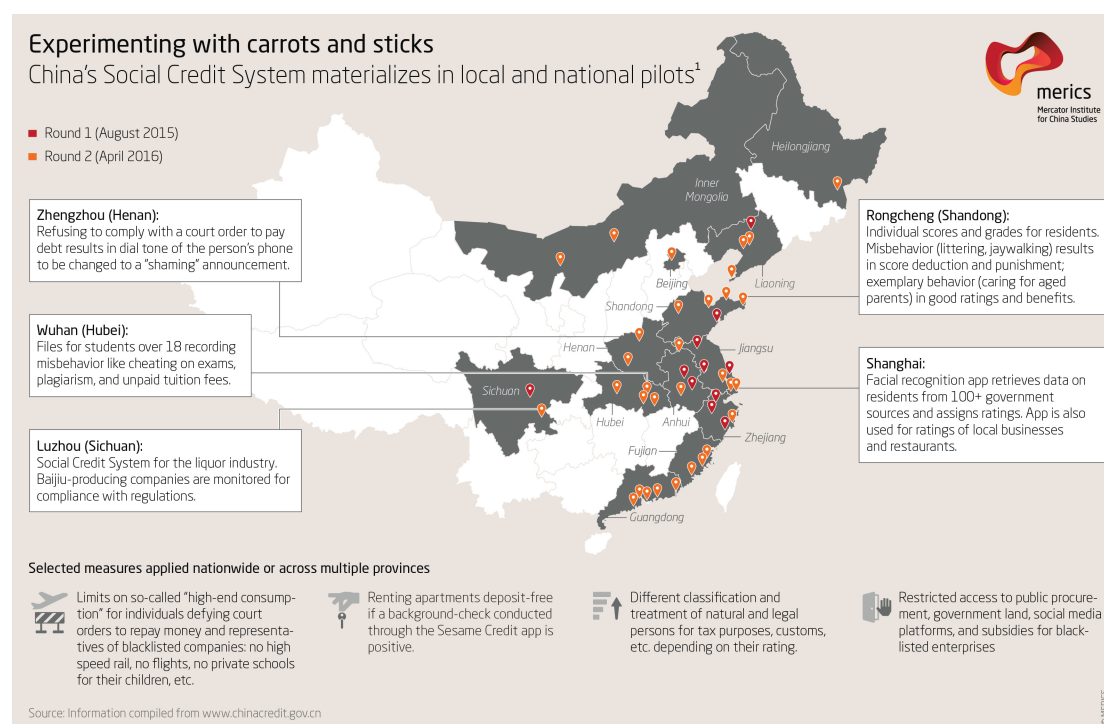 Experimenting with carrots and sticks
China's Social Credit System materializes in local and national pilots¹
merics
Mercator Institute
for China Studies
Round 1 (August 2015)
Round 2 (April 2016)
Heilongjiang
Inner
Mongolia
Zhengzhou (Henan):
Refusing to comply with a court order to pay
debt results in dial tone of the person's phone
to be changed to a "shaming" announcement.
Rongcheng (Shandong):
Individual scores and grades for residents.
Misbehavior (littering, jaywalking) results
in score deduction and punishment;
exemplary behavior (caring for aged
parents) in good ratings and benefits.
Beijing
Liaoning
Shandong
Wuhan (Hubei):
Files for students over 18 recording
misbehavior like cheating on exams,
plagiarism, and unpaid tuition fees.
Henan
Jiangsu
Shanghai:
Facial recognition app retrieves data on
residents from 100+ government
sources and assigns ratings. App is also
used for ratings of local businesses
and restaurants.
Sichuan
Hubei
Anhui
Zhejiang
Luzhou (Sichuan):
Social Credit System for the liquor industry.
Baijiu-producing companies are monitored for
compliance with regulations.
Fujian
Guangdong
Selected measures applied nationwide or across multiple provinces
Limits on so-called "high-end consump-
tion" for individuals defying court
orders to repay money and representa-
tives of blacklisted companies: no high
speed rail, no flights, no private schools
for their children, etc.
Renting apartments deposit-free
if a background-check conducted
through the Sesame Credit app is
positive.
Different classification and
treatment of natural and legal
persons for tax purposes, customs,
etc. depending on their rating.
Restricted access to public procure-
ment, government land, social media
platforms, and subsidies for black-
listed enterprises
Source: Information compiled from www.chinacredit.gov.cn